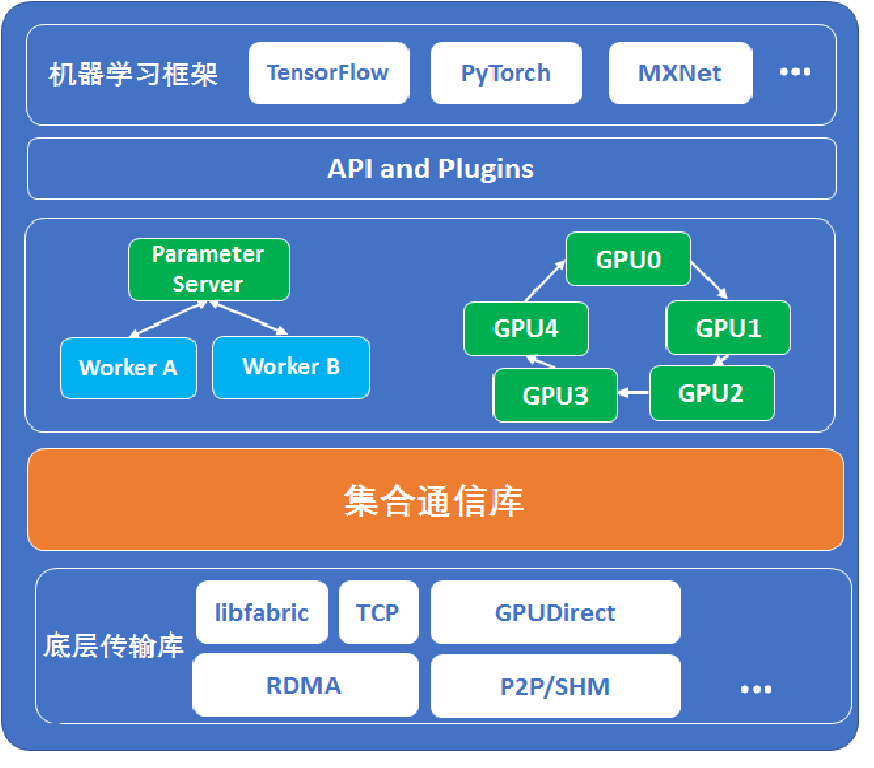 机器学习框架
TensorFlow
PyTorch
MXNet
...
API and Plugins
Parameter
Server
Worker A
Worker B
GPU0
GPU1
GPU2
GPU3
GPU4
集合通信库
底层传输库
libfabric
TCP
GPUDirect
RDMA
P2P/SHM
...